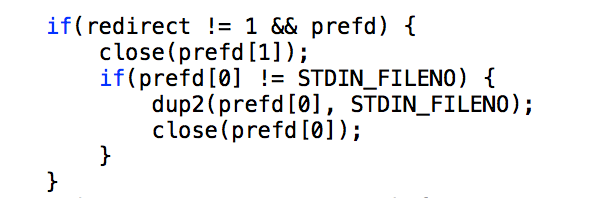 if(redirect != 1 && prefd) {
    close(prefd[1]);
    if(prefd[0] != STDIN_FILENO) {
        dup2(prefd[0], STDIN_FILENO);
        close(prefd[0]);
    }
}